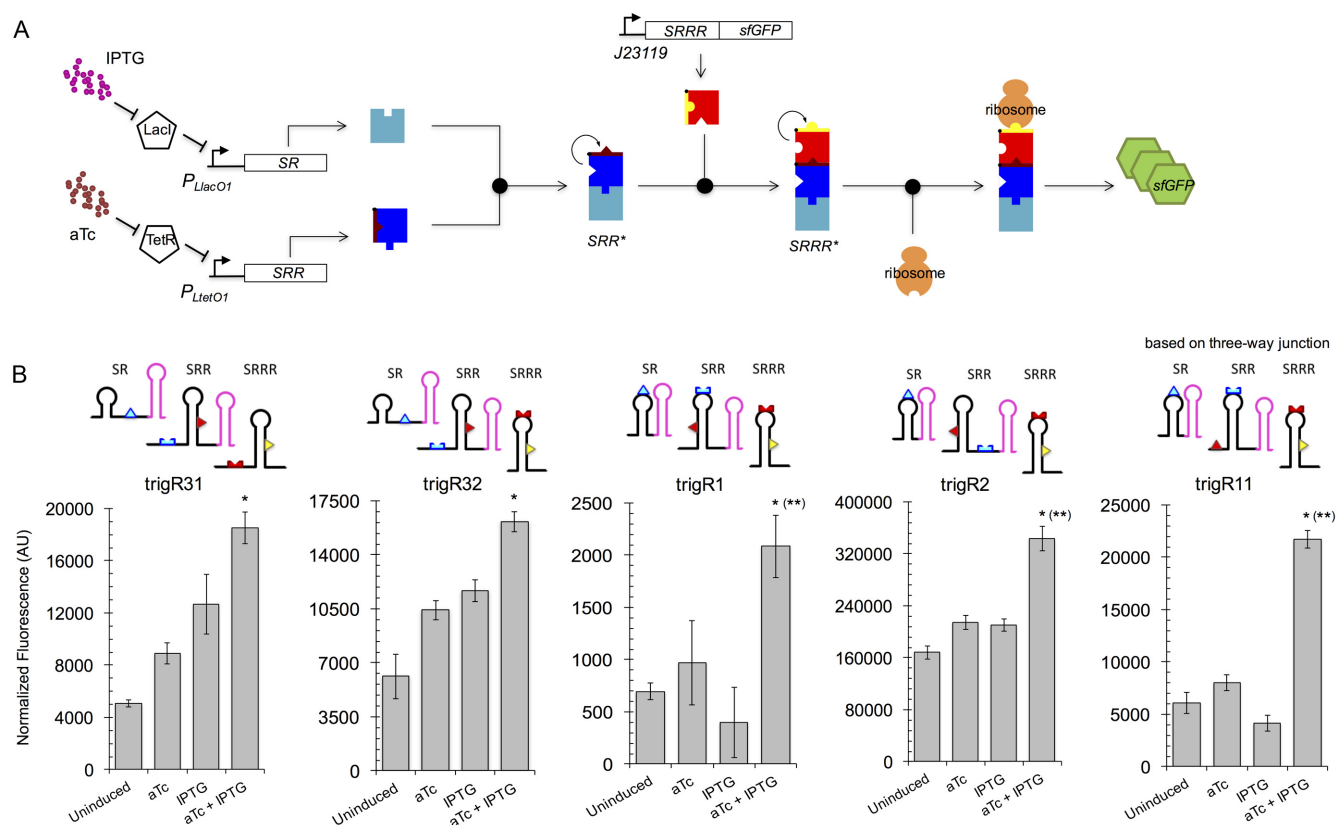 A
IPTG
LacI
SR
PLlacO1
aTc
TetR
SRR
PLtetO1
SRRR sfGFP
J23119
SRR*
SRRR*
ribosome
ribosome
sfGFP
B
SR SRR SRRR
trigR31
SR SRR SRRR
trigR32
SR SRR SRRR
trigR1
SR SRR SRRR
trigR2
based on three-way junction
SR SRR SRRR
trigR11
Normalized Fluorescence (AU)
20000
16000
12000
8000
4000
0
*
Uninduced
aTc
IPTG
aTc + IPTG
17500
14000
10500
7000
3500
0
*
Uninduced
aTc
IPTG
aTc + IPTG
2500
2000
1500
1000
500
0
* (**)
Uninduced
aTc
IPTG
aTc + IPTG
400000
320000
240000
160000
80000
0
* (**)
Uninduced
aTc
IPTG
aTc + IPTG
25000
20000
15000
10000
5000
0
* (**)
Uninduced
aTc
IPTG
aTc + IPTG